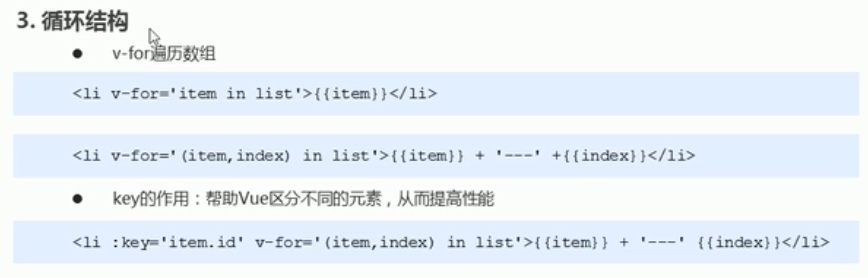 3. 循环结构
● v-for遍历数组
<li v-for='item in list'>{{item}}</li>
<li v-for='(item,index) in list'>{{item}} + '---' +{{index}}</li>
● key的作用：帮助Vue区分不同的元素，从而提高性能
<li :key='item.id' v-for='(item,index) in list'>{{item}} + '---' {{index}}</li>